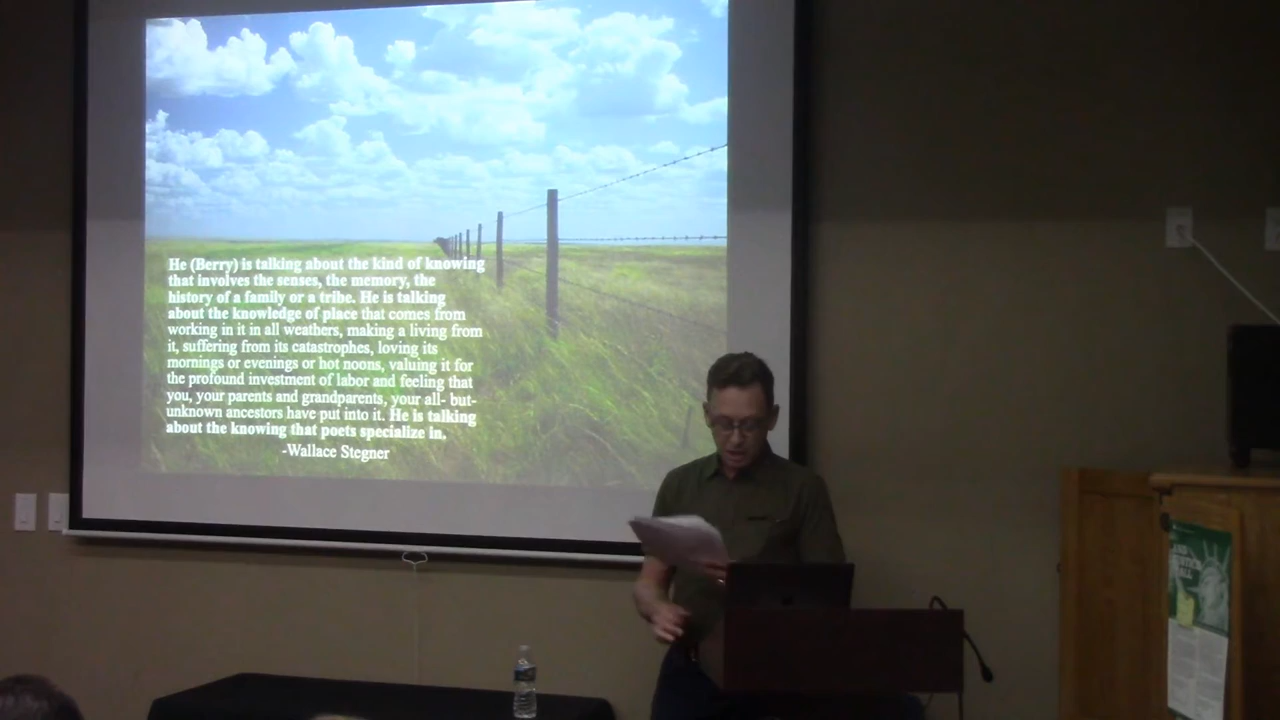 He (Berry) is talking about the kind of knowing
that involves the senses, the memory, the
history of a family or a tribe. He is talking
about the knowledge of place that comes from
working in it in all weathers, making a living from
it, suffering from its catastrophes, loving its
mornings or evenings or hot noons, valuing it for
the profound investment of labor and feeling that
you, your parents and grandparents, your all- but-
unknown ancestors have put into it. He is talking
about the knowing that poets specialize in.
-Wallace Stegner